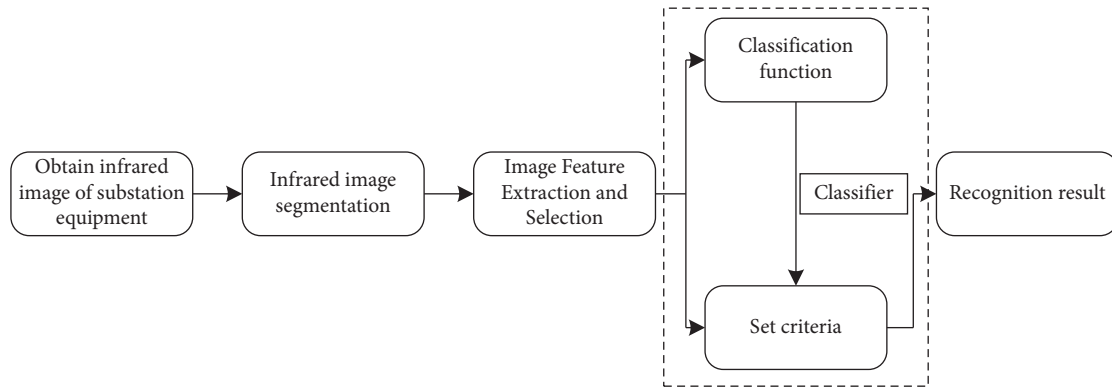 Obtain infrared
image of substation
equipment
Infrared image
segmentation
Image Feature
Extraction and
Selection
Classification
function
Classifier
Set criteria
Recognition result